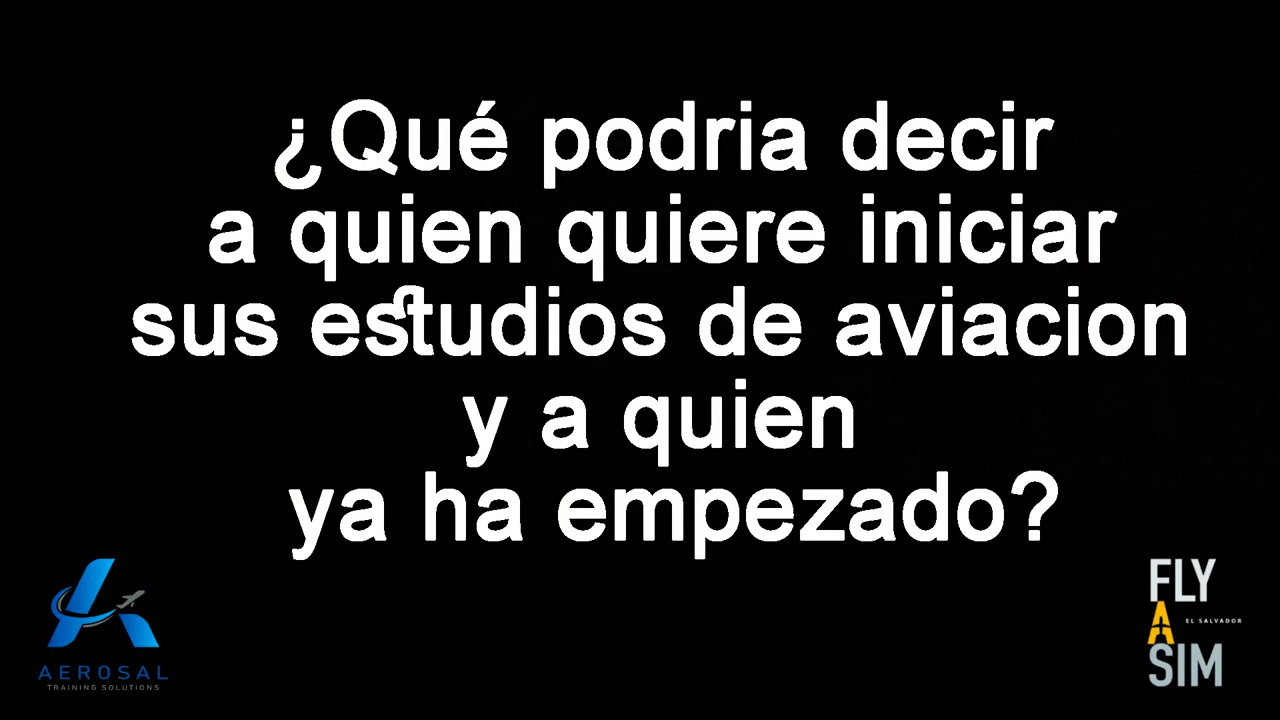 ¿Qué podria decir
a quien quiere iniciar
sus estudios de aviacion
y a quien
ya ha empezado?
AEROSAL
TRAINING SOLUTIONS
FLY
A
EL SALVADOR
SIM